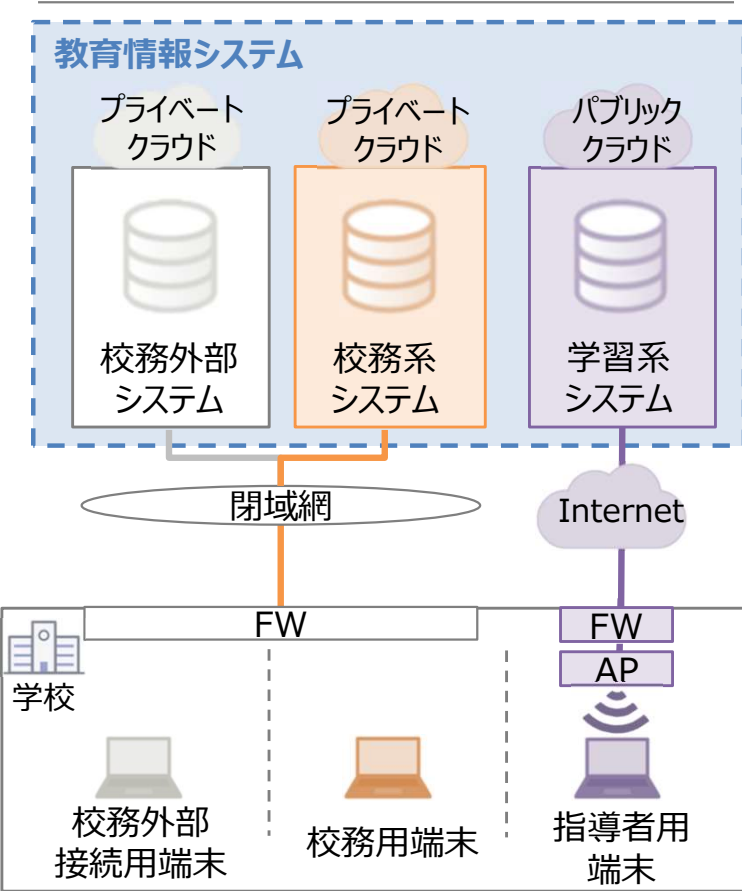 教育情報システム
プライベート
クラウド
プライベート
クラウド
パブリック
クラウド
校務外部
システム
校務系
システム
学習系
システム
閉域網
Internet
FW
FW
AP
学校
校務外部
接続用端末
校務用端末
指導者用
端末